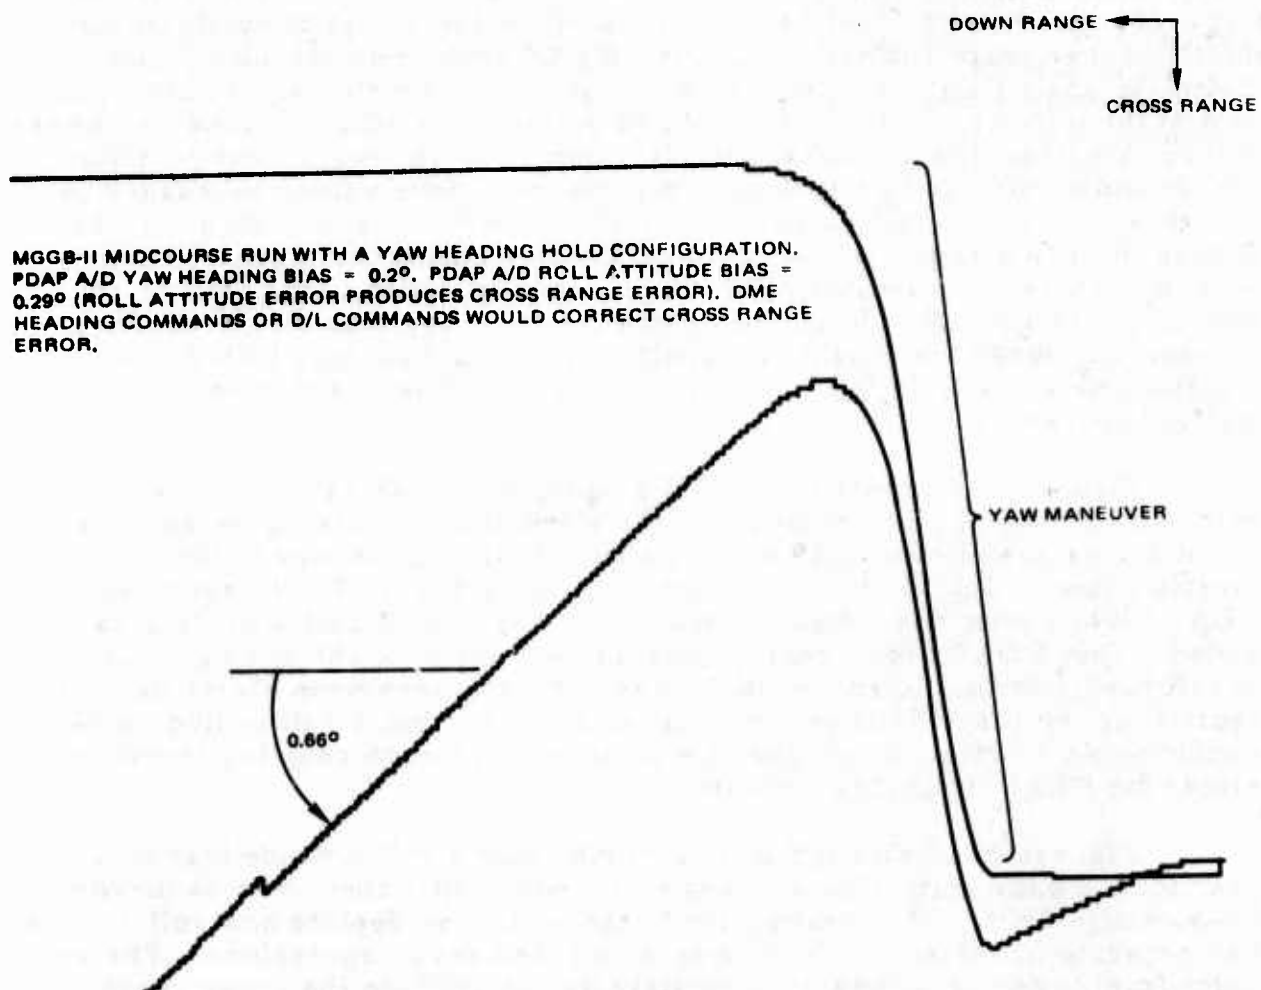 DOWN RANGE
CROSS RANGE
MGGB-II MIDCOURSE RUN WITH A YAW HEADING HOLD CONFIGURATION.
PDAP A/D YAW HEADING BIAS = 0.2°. PDAP A/D ROLL ATTITUDE BIAS =
0.29° (ROLL ATTITUDE ERROR PRODUCES CROSS RANGE ERROR). DME
HEADING COMMANDS OR D/L COMMANDS WOULD CORRECT CROSS RANGE
ERROR.
YAW MANEUVER
0.66°